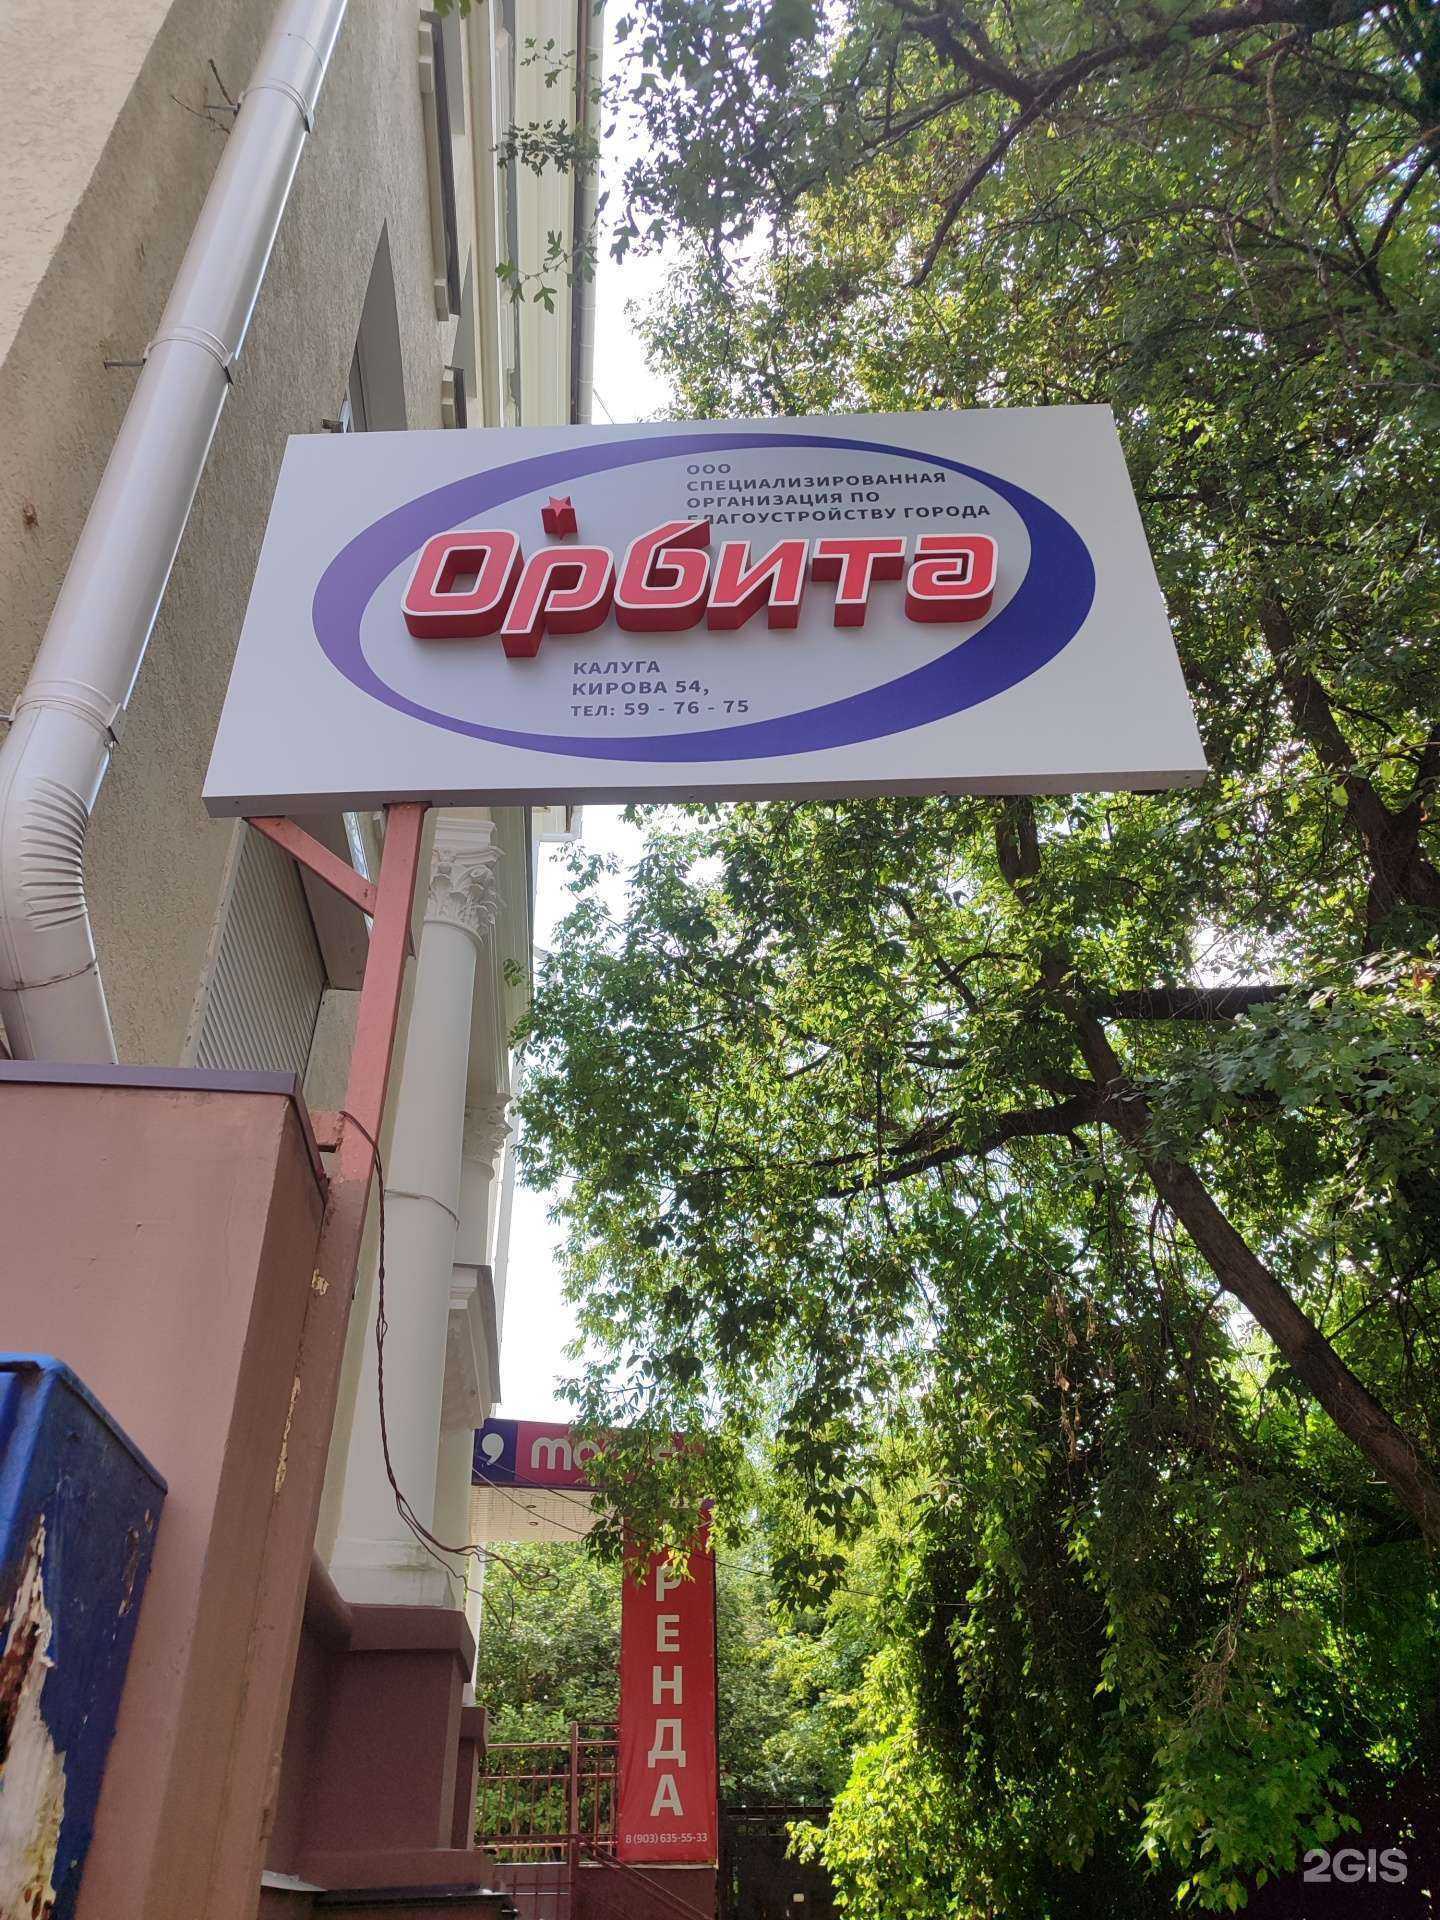 ООО
СПЕЦИАЛИЗИРОВАННАЯ
ОРГАНИЗАЦИЯ ПО
БЛАГОУСТРОЙСТВУ ГОРОДА
Орбита
КАЛУГА
КИРОВА 54,
ТЕЛ: 59 - 76 - 75
РЕНДА
8 (903) 635-55-33
2GIS